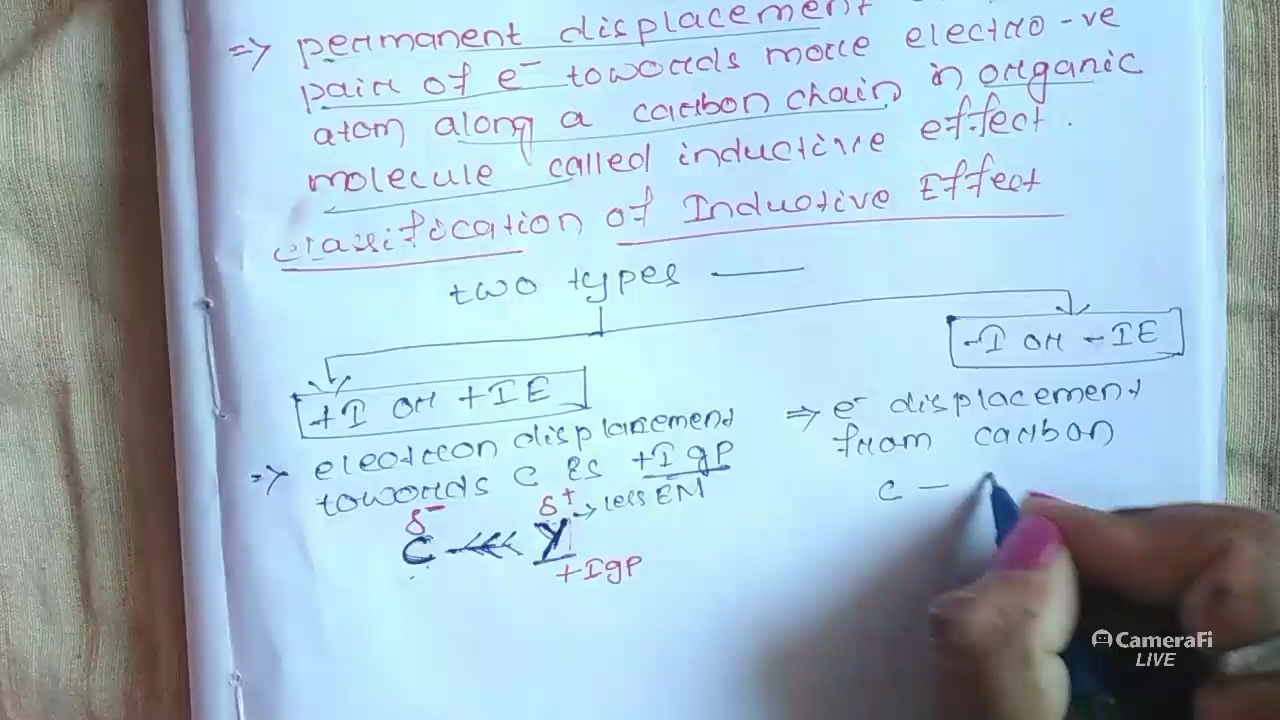 => permanent displacement
pair of e⁻ towards more electro -ve
atom along a carbon chain in organic
molecule called inductive effect.
classification of Inductive Effect
two types —
-I or -IE
+I or +IE
=> e⁻ displacement
from carbon
C —
=> electron displacement
towards C is +I gp
δ⁻ δ⁺ -> less EN
C Y
+I gp
CameraFi
LIVE